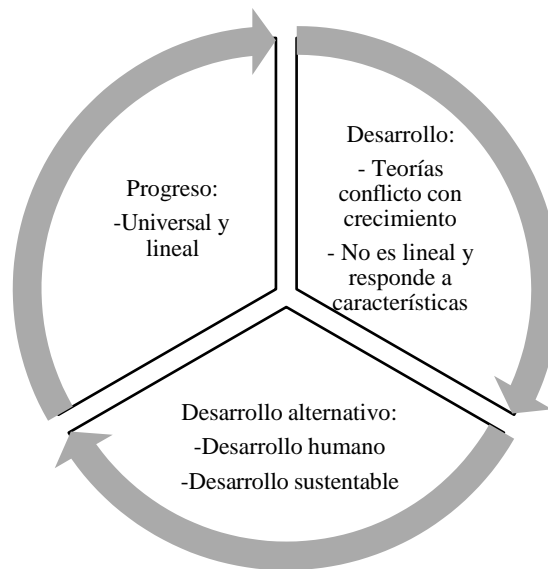 Progreso:
-Universal y
lineal
Desarrollo:
- Teorías
conflicto con
crecimiento
- No es lineal y
responde a
características
Desarrollo alternativo:
-Desarrollo humano
-Desarrollo sustentable